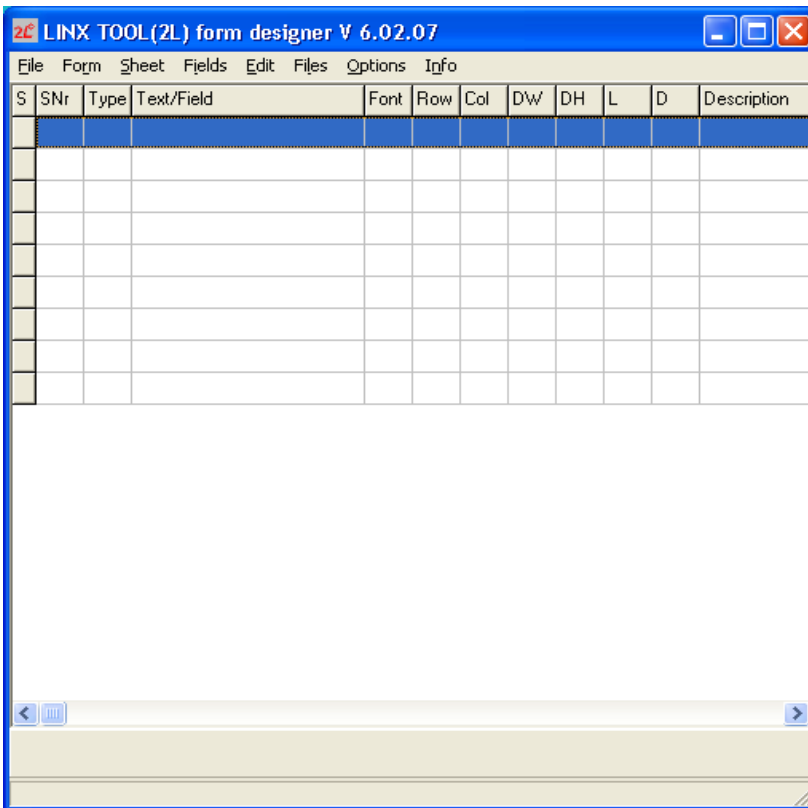 2L LINX TOOL(2L) form designer V 6.02.07
File Form Sheet Fields Edit Files Options Info
S SNr Type Text/Field Font Row Col DW DH L D Description